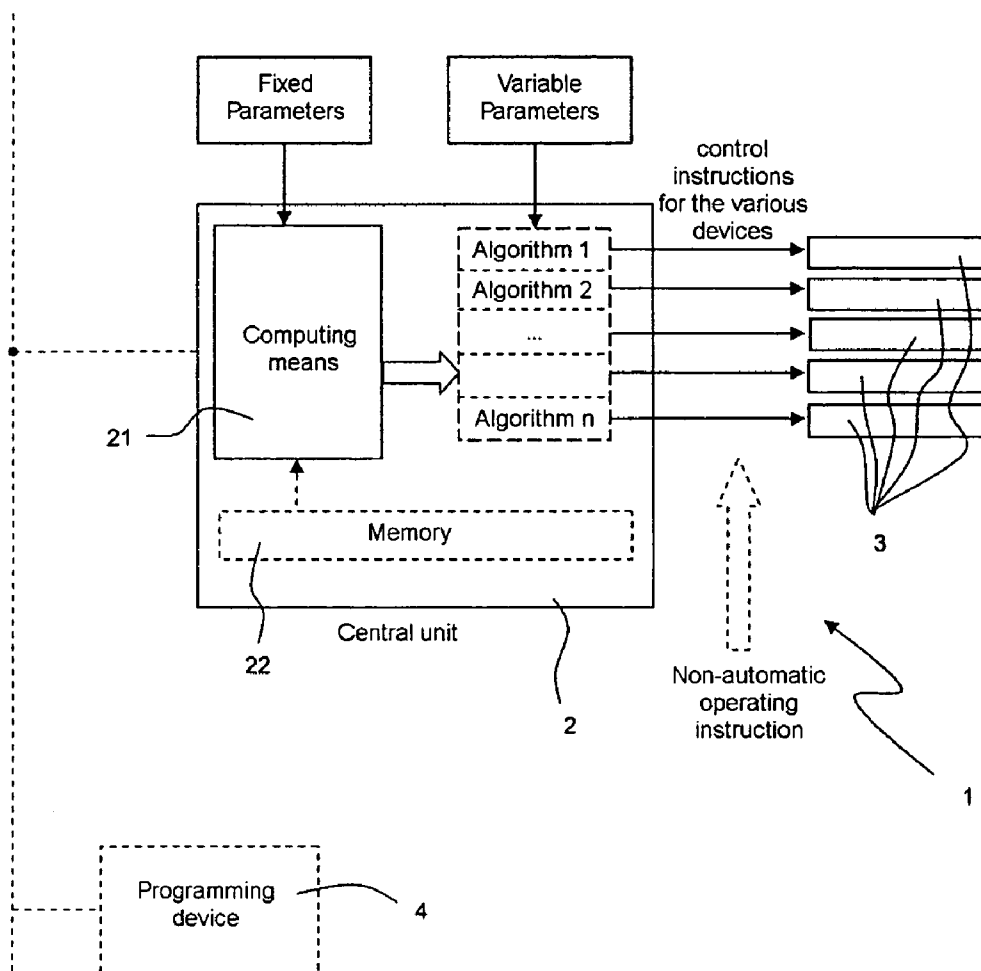 Fixed
Parameters
Variable
Parameters
control
instructions
for the various
devices
Algorithm 1
Algorithm 2
...
Algorithm n
Computing
means
21
Memory
3
Central unit
22
2
Non-automatic
operating
instruction
1
Programming
device
4